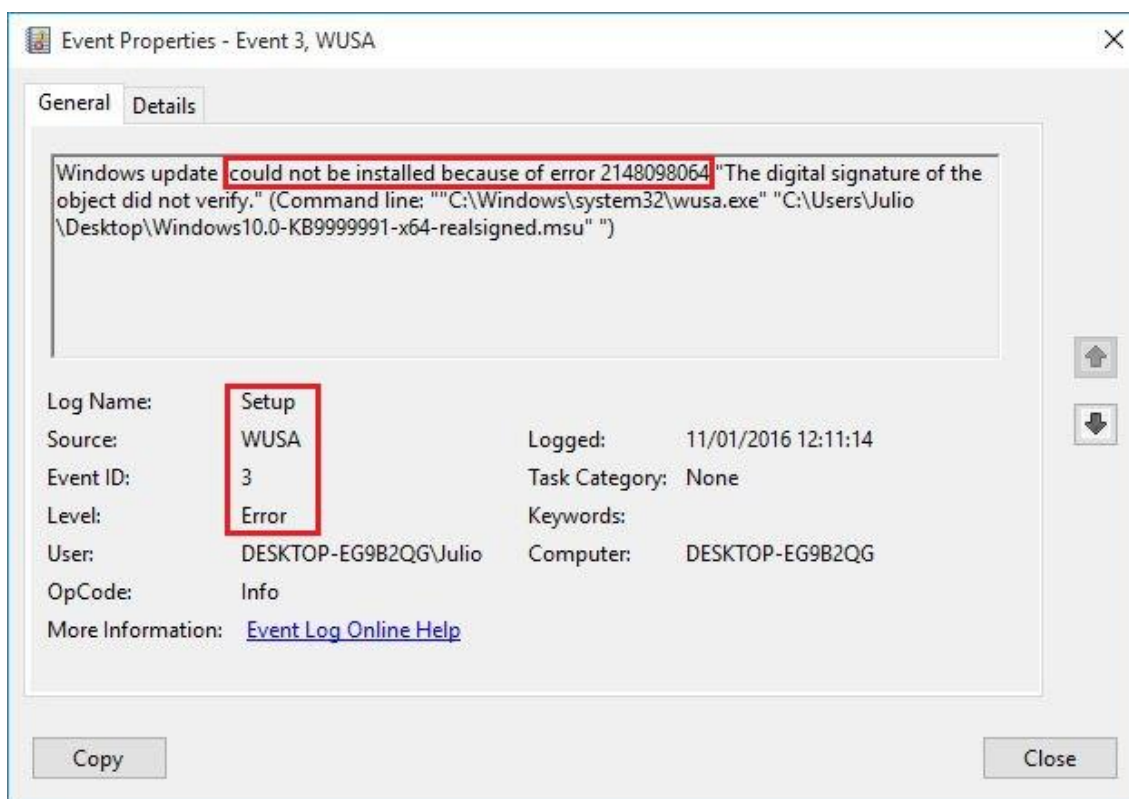 Event Properties - Event 3, WUSA
General
Details
Windows update could not be installed because of error 2148098064 "The digital signature of the
object did not verify." (Command line: ""C:\Windows\system32\wusa.exe" "C:\Users\Julio
\Desktop\Windows10.0-KB9999991-x64-realsigned.msu" ")
Log Name: Setup
Source: WUSA Logged: 11/01/2016 12:11:14
Event ID: 3 Task Category: None
Level: Error Keywords:
User: DESKTOP-EG9B2QG\Julio Computer: DESKTOP-EG9B2QG
OpCode: Info
More Information: Event Log Online Help
Copy
Close